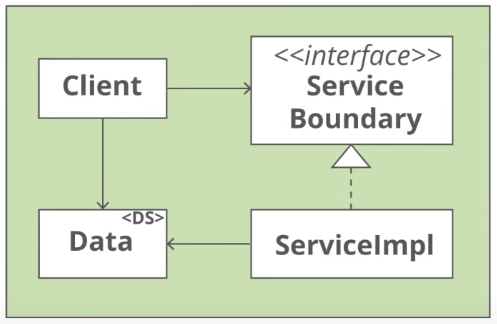 <<interface>>
Client
Service
Boundary
<DS>
Data
ServiceImpl